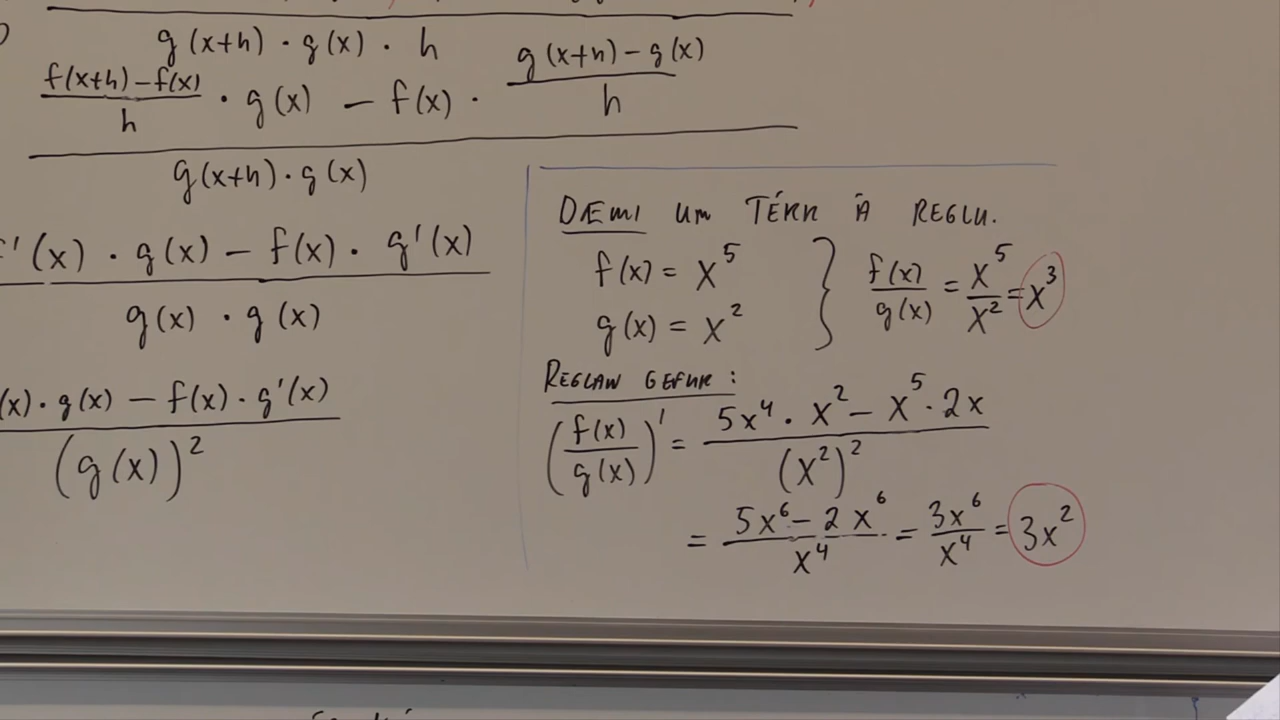 g(x+h) · g(x) · h
f(x+h) – f(x) / h · g(x) – f(x) · g(x+h) – g(x) / h
g(x+h) · g(x)
'(x) · g(x) – f(x) · g'(x)
g(x) · g(x)
(x) · g(x) – f(x) · g'(x)
(g(x))²
DÆMI UM TÉKK Á REGLU.
f(x) = x⁵
g(x) = x²
} f(x)/g(x) = x⁵/x² = x³
REGLAN GEFUR:
(f(x)/g(x))' = 5x⁴ · x² – x⁵ · 2x / (x²)²
= 5x⁶ – 2x⁶ / x⁴ = 3x⁶/x⁴ = 3x²